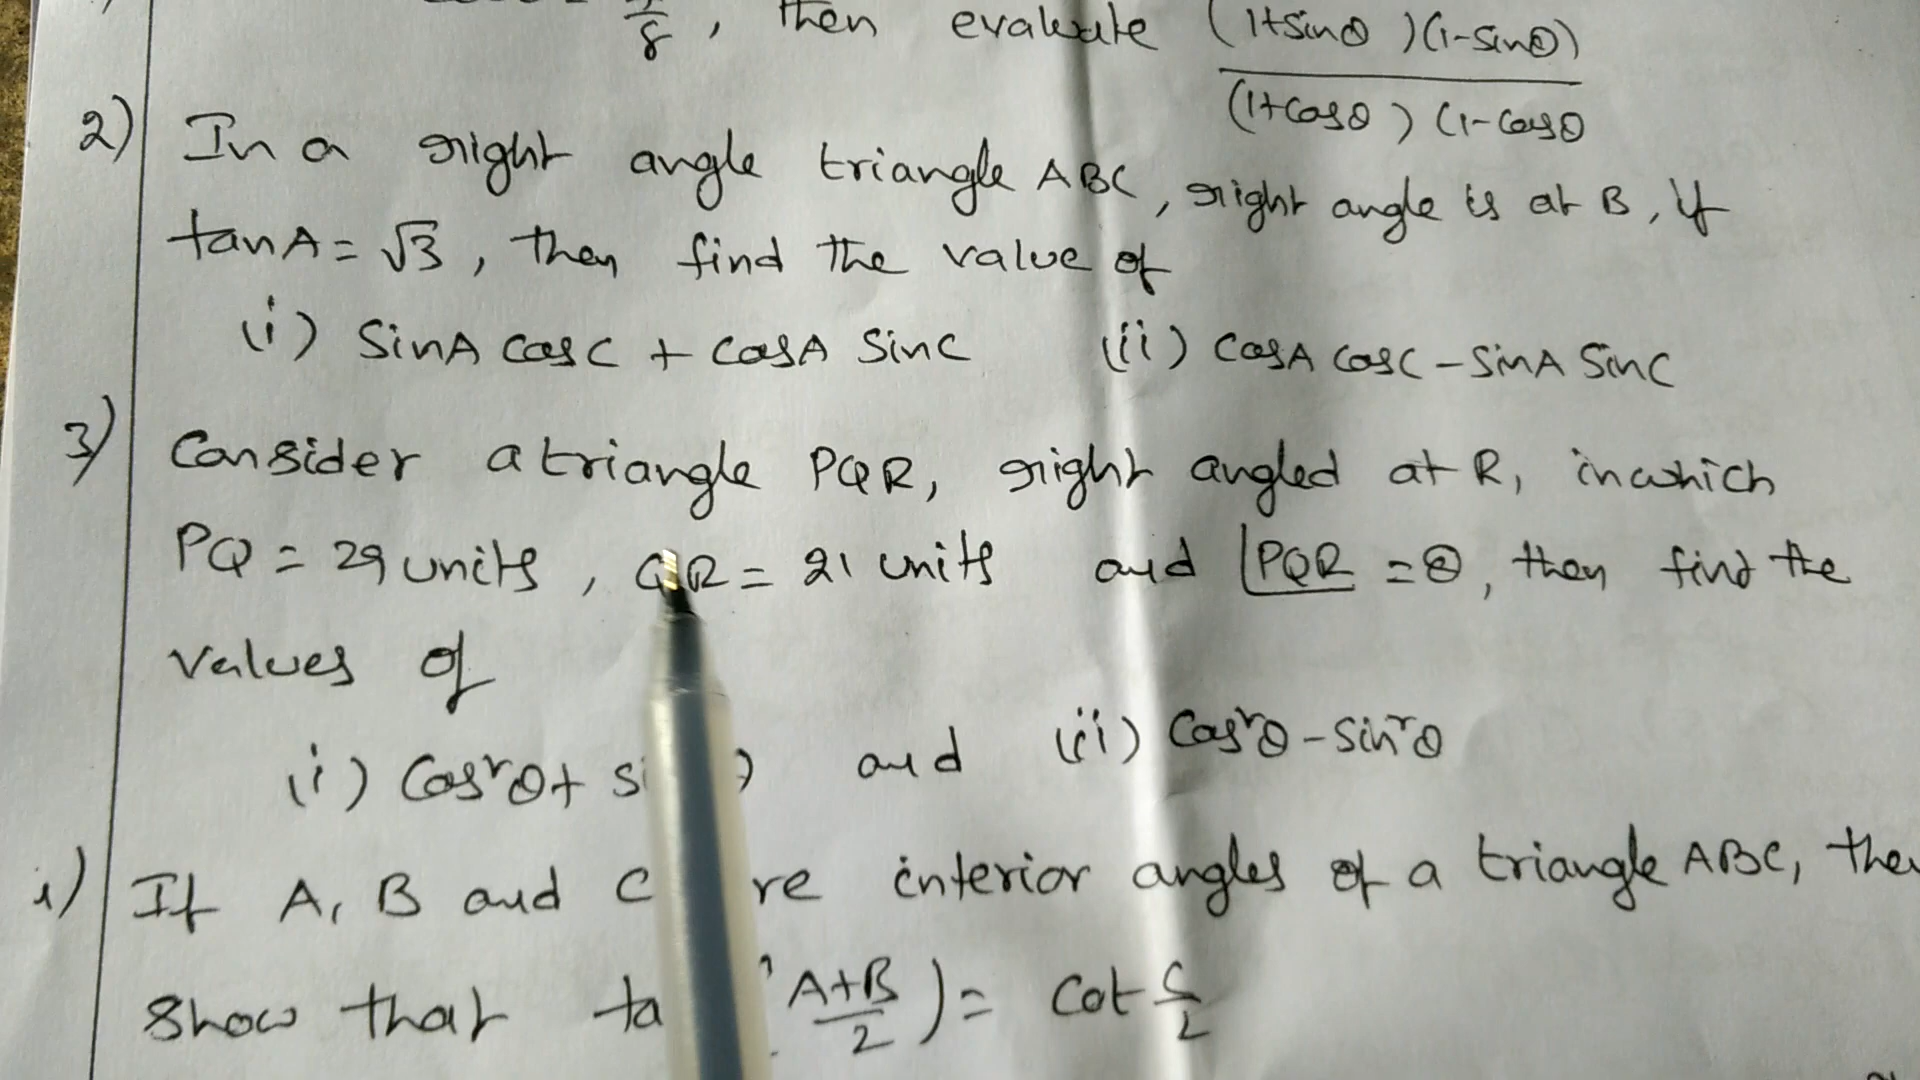 8, then evaluate (1+sinθ)(1-sinθ)
(1+cosθ)(1-cosθ
2) In a right angle triangle ABC, right angle is at B, if
tanA = √3, then find the value of
(i) SinA cosC + cosA SinC (ii) cosA cosC - SinA SinC
3) Consider a triangle PQR, right angled at R, in which
PQ = 29 units, QR = 21 units and ∠PQR = θ, then find the
values of
(i) Cos²θ + and (ii) Cos²θ - Sin²θ
1) If A, B and C interior angles of a triangle ABC, then
show that (A+B/2) = cot C/2